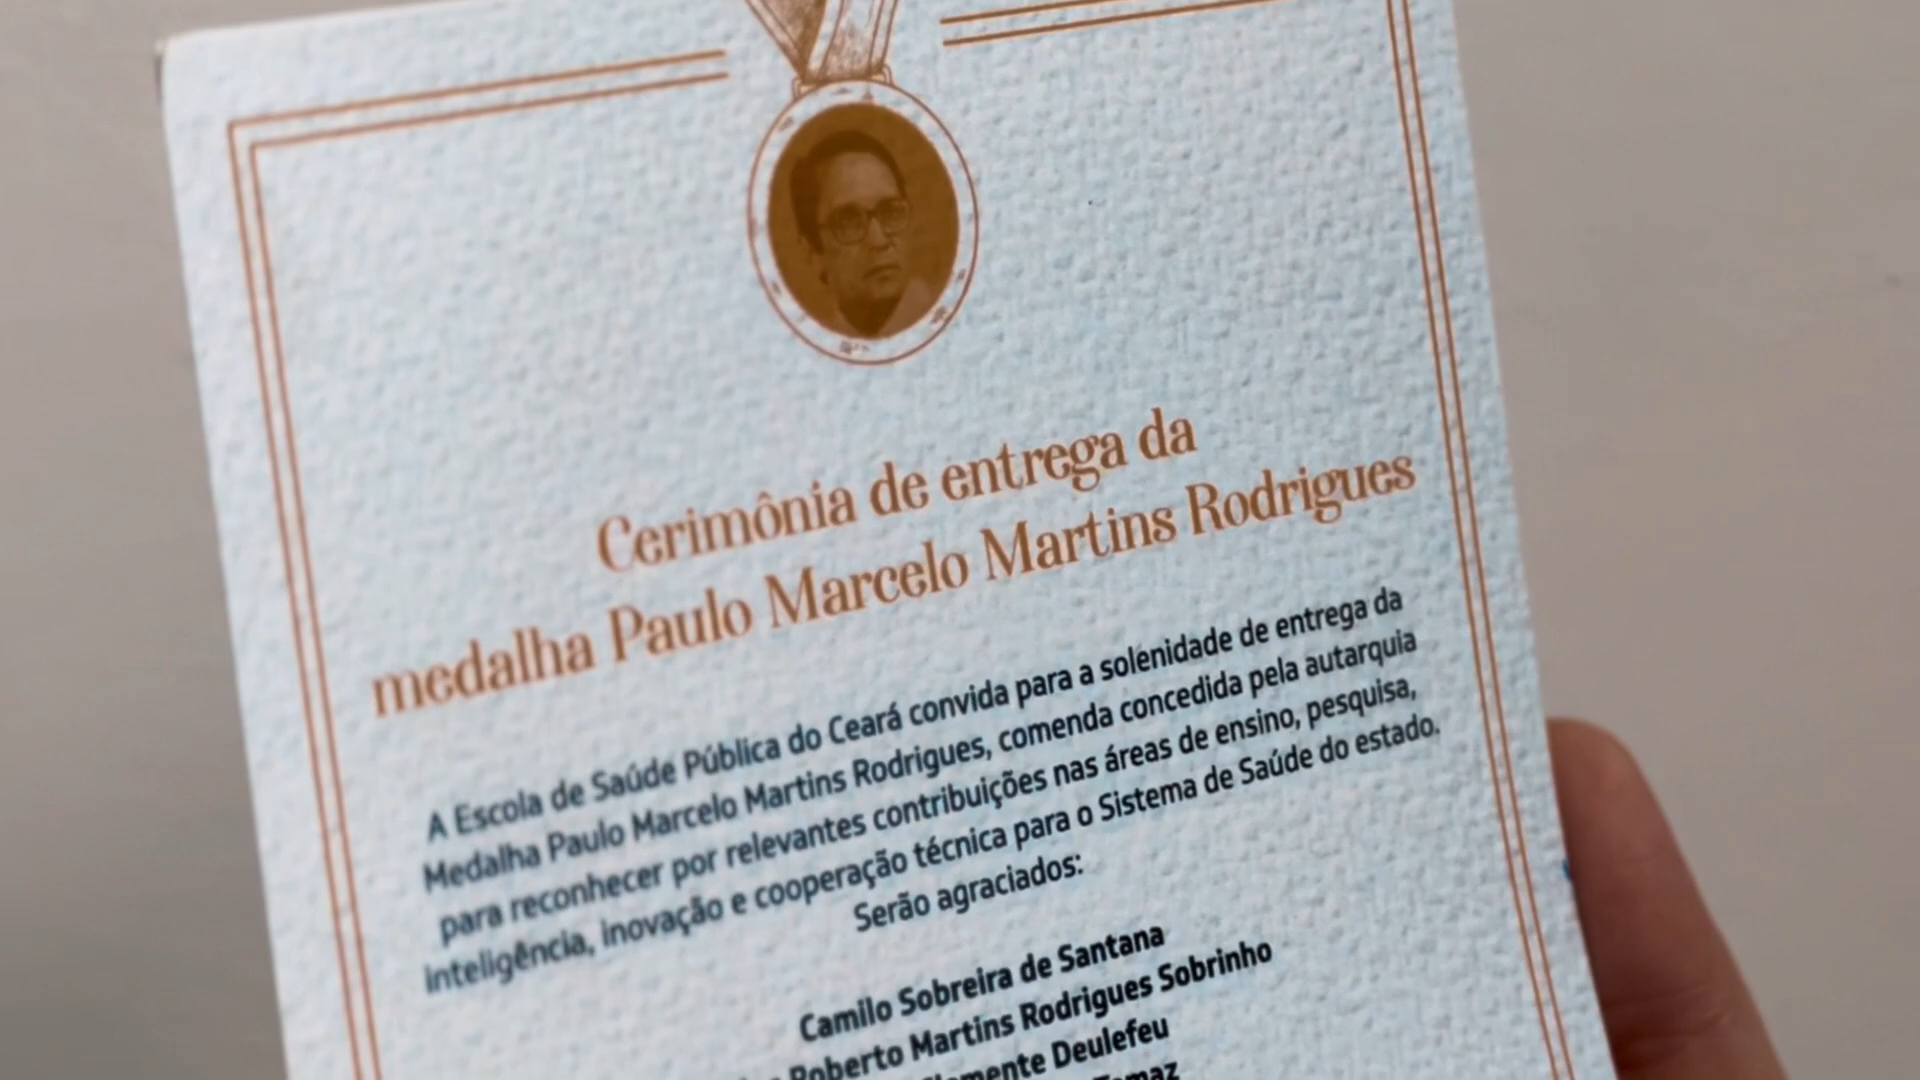 Cerimônia de entrega da
medalha Paulo Marcelo Martins Rodrigues
A Escola de Saúde Pública do Ceará convida para a solenidade de entrega da
Medalha Paulo Marcelo Martins Rodrigues, comenda concedida pela autarquia
para reconhecer por relevantes contribuições nas áreas de ensino, pesquisa,
inteligência, inovação e cooperação técnica para o Sistema de Saúde do estado.
Serão agraciados:
Camilo Sobreira de Santana
Roberto Martins Rodrigues Sobrinho
Deulefeu